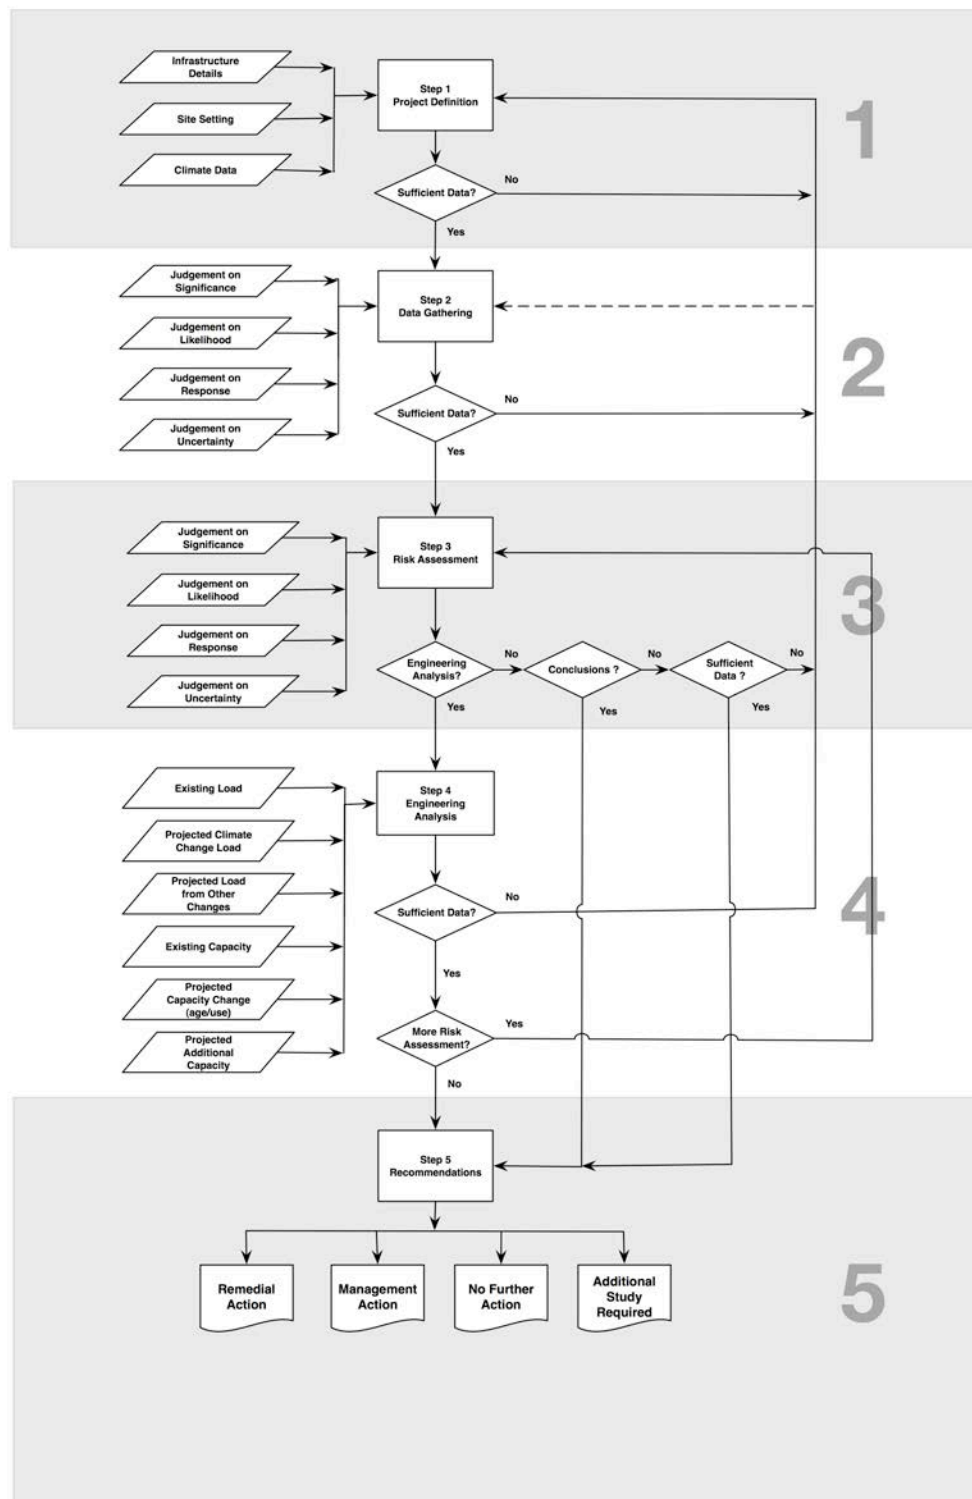 Infrastructure
Details
Step 1
Project Definition
Site Setting
1
Climate Data
Sufficient Data?
No
Yes
Judgement on
Significance
Step 2
Data Gathering
Judgement on
Likelihood
2
Judgement on
Response
Sufficient Data?
No
Judgement on
Uncertainty
Yes
Judgement on
Significance
Step 3
Risk Assessment
Judgement on
Likelihood
3
Judgement on
Response
Engineering
Analysis?
No
Conclusions ?
No
Sufficient
Data ?
No
Judgement on
Uncertainty
Yes
Yes
Yes
Existing Load
Step 4
Engineering
Analysis
Projected Climate
Change Load
Projected Load
from Other
Changes
Sufficient Data?
No
4
Existing Capacity
Yes
Projected
Capacity Change
(age/use)
More Risk
Assessment?
Yes
Projected
Additional
Capacity
No
Step 5
Recommendations
Remedial
Action
Management
Action
No Further
Action
Additional
Study
Required
5